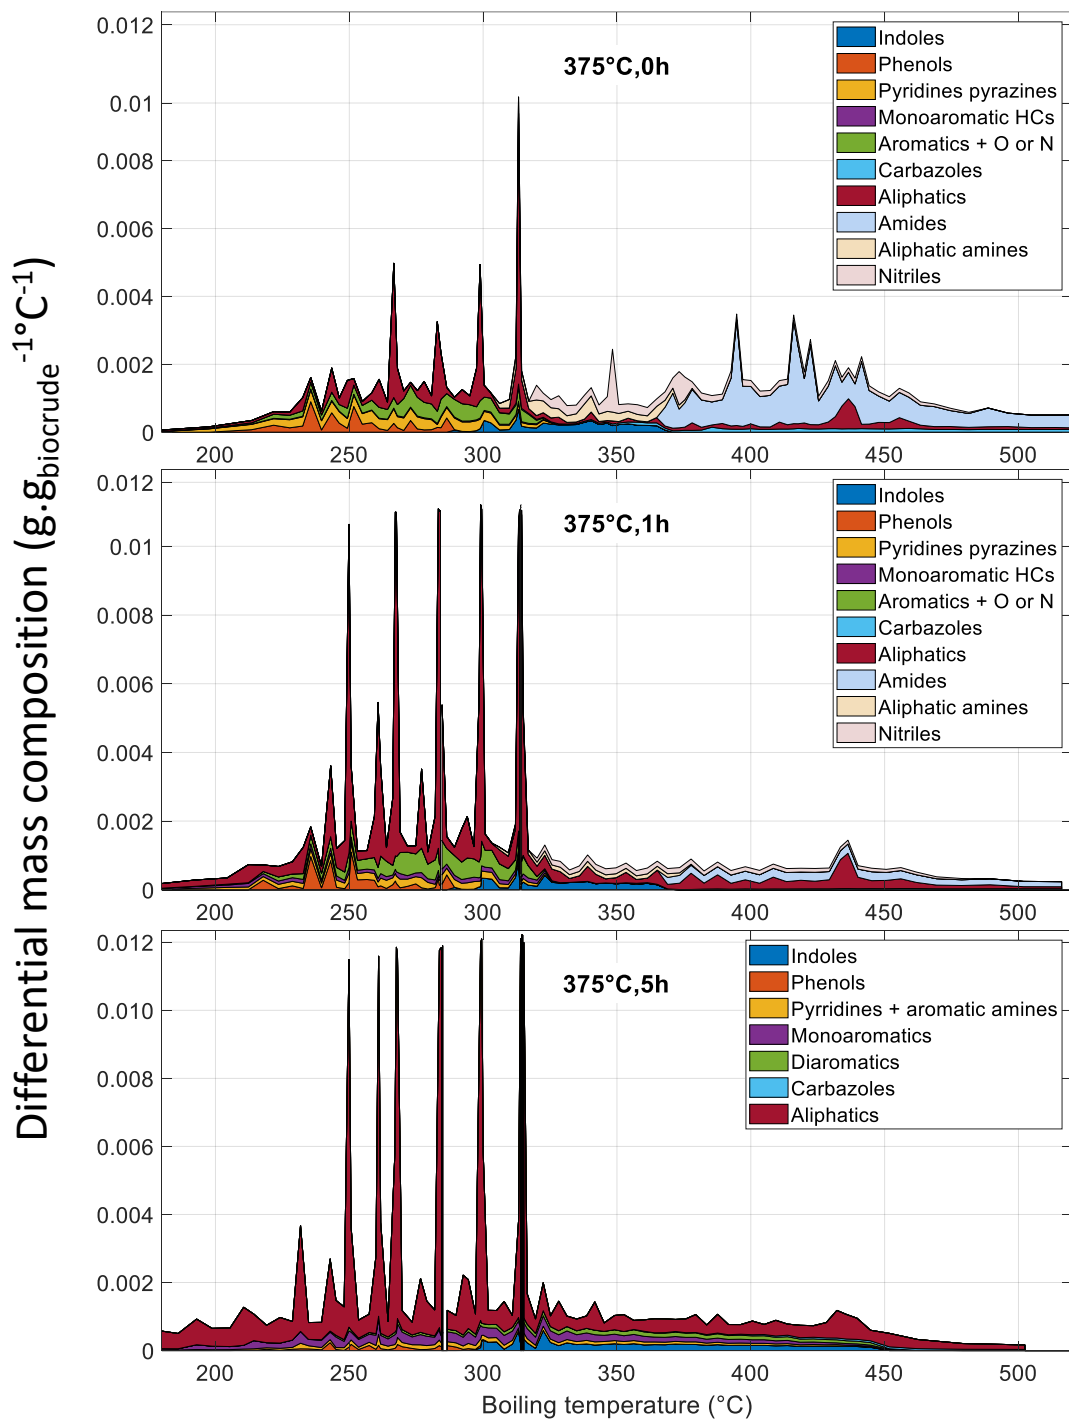 Differential mass composition (g.g_biocrude^-1°C^-1)
375°C,0h
0.012
0.01
0.008
0.006
0.004
0.002
0
200 250 300 350 400 450 500
Indoles
Phenols
Pyridines pyrazines
Monoaromatic HCs
Aromatics + O or N
Carbazoles
Aliphatics
Amides
Aliphatic amines
Nitriles
375°C,1h
0.012
0.01
0.008
0.006
0.004
0.002
0
200 250 300 350 400 450 500
Indoles
Phenols
Pyridines pyrazines
Monoaromatic HCs
Aromatics + O or N
Carbazoles
Aliphatics
Amides
Aliphatic amines
Nitriles
375°C,5h
0.012
0.010
0.008
0.006
0.004
0.002
0
200 250 300 350 400 450 500
Indoles
Phenols
Pyrridines + aromatic amines
Monoaromatics
Diaromatics
Carbazoles
Aliphatics
Boiling temperature (°C)